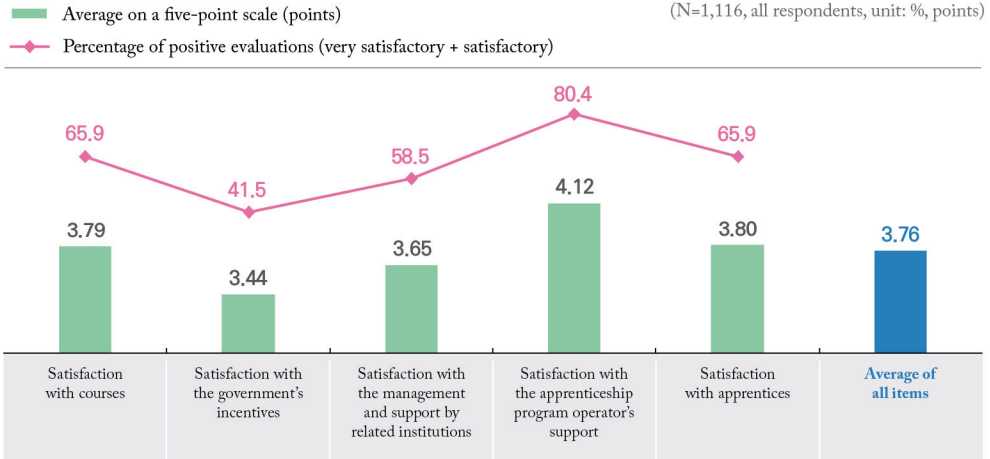 Average on a five-point scale (points)
(N=1,116, all respondents, unit: %, points)
Percentage of positive evaluations (very satisfactory + satisfactory)
65.9
41.5
58.5
80.4
65.9
3.79
3.44
3.65
4.12
3.80
3.76
Satisfaction
with courses
Satisfaction with
the government's
incentives
Satisfaction with
the management
and support by
related institutions
Satisfaction with
the apprenticeship
program operator's
support
Satisfaction
with apprentices
Average of
all items